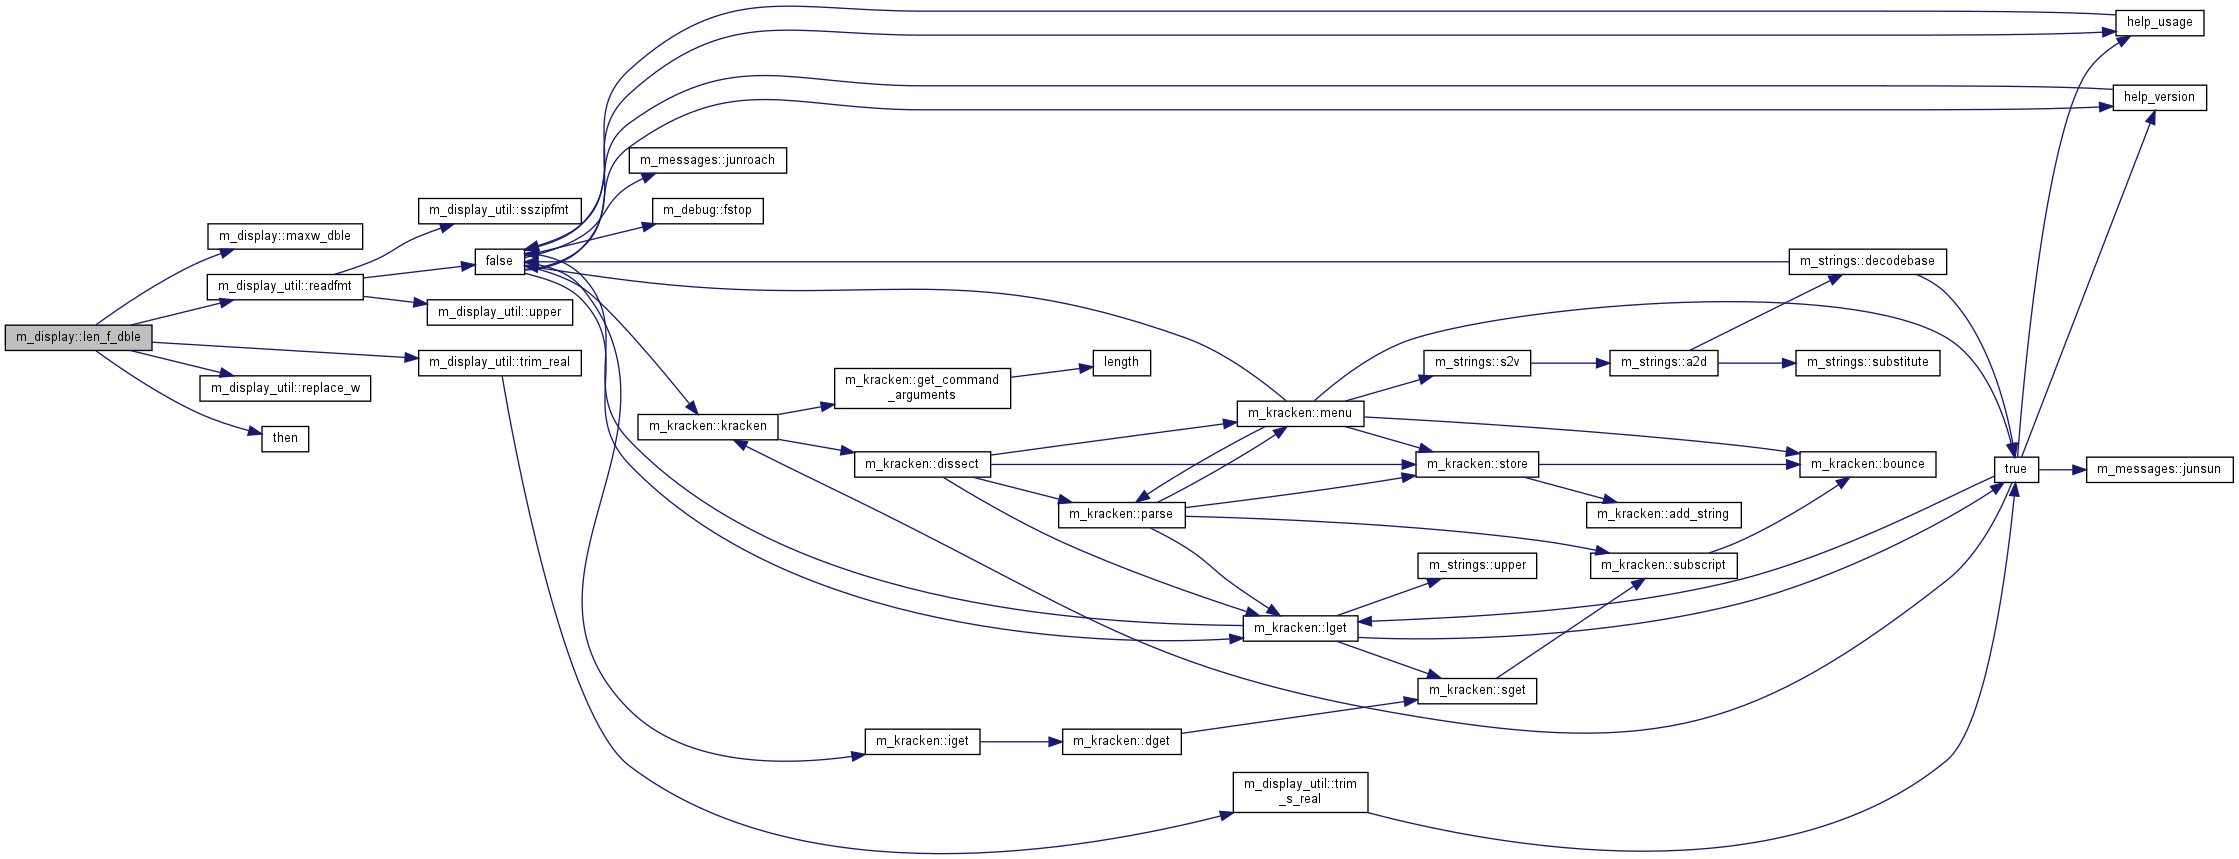 help_usage
help_version
m_messages::junroach
m_display_util::sszipfmt
m_debug::fstop
m_display::maxw_dble
false
m_strings::decodebase
m_display_util::readfmt
m_display_util::upper
m_display::len_f_dble
m_display_util::trim_real
length
m_strings::s2v
m_strings::a2d
m_strings::substitute
m_display_util::replace_w
m_kracken::get_command
_arguments
m_kracken::menu
m_kracken::kracken
then
m_kracken::dissect
m_kracken::store
m_kracken::bounce
true
m_messages::junsun
m_kracken::parse
m_kracken::add_string
m_strings::upper
m_kracken::subscript
m_kracken::lget
m_kracken::sget
m_kracken::iget
m_kracken::dget
m_display_util::trim
_s_real